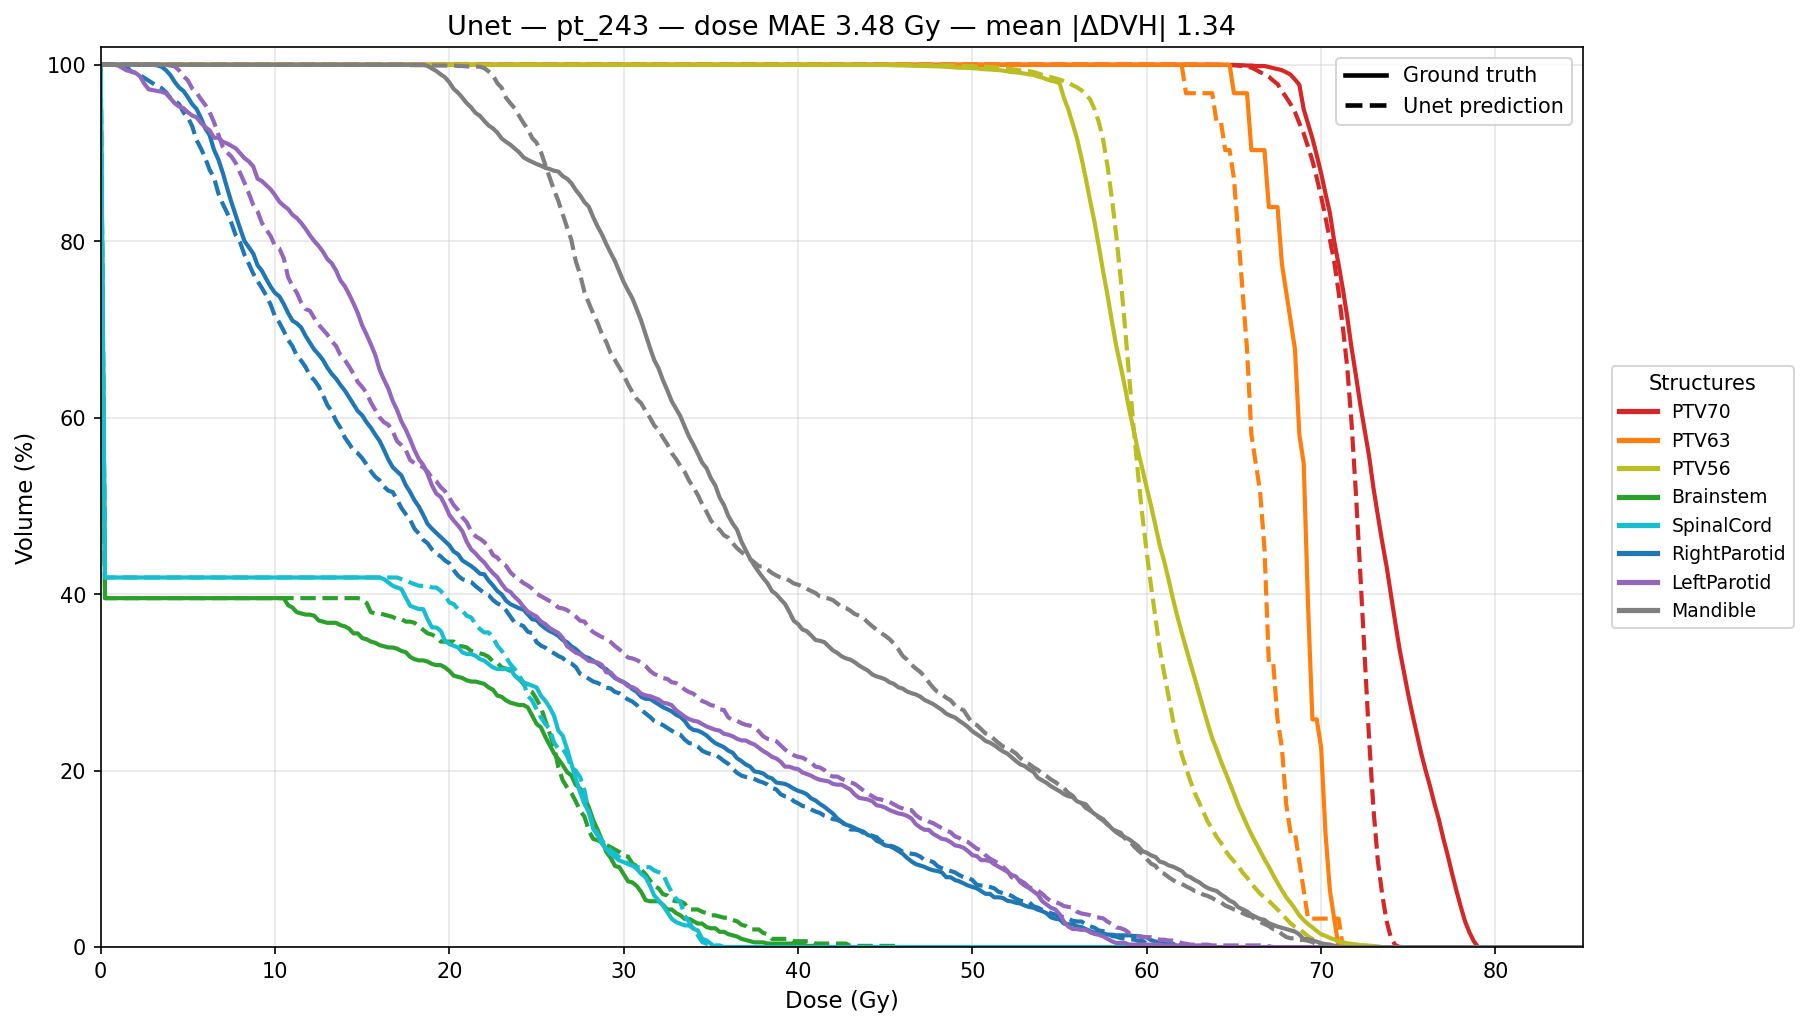 Unet — pt_243 — dose MAE 3.48 Gy — mean |ΔDVH| 1.34
Ground truth
Unet prediction
100
80
60
40
20
0
Volume (%)
0 10 20 30 40 50 60 70 80
Dose (Gy)
Structures
PTV70
PTV63
PTV56
Brainstem
SpinalCord
RightParotid
LeftParotid
Mandible